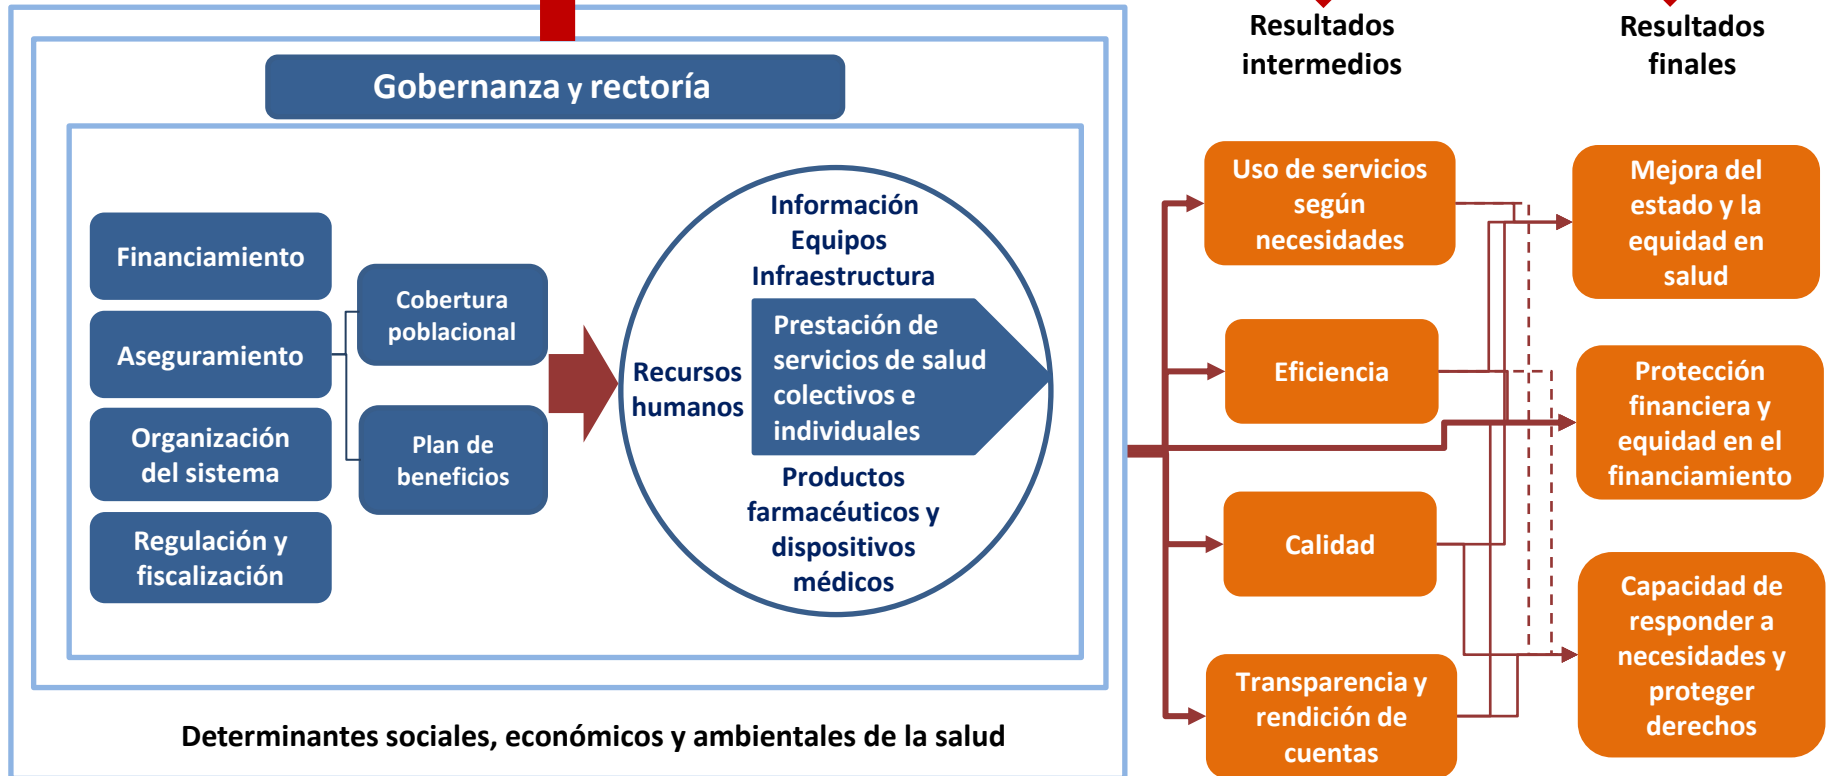 Resultados
intermedios
Resultados
finales
Gobernanza y rectoría
Financiamiento
Aseguramiento
Organización
del sistema
Regulación y
fiscalización
Cobertura
poblacional
Plan de
beneficios
Información
Equipos
Infraestructura
Recursos
humanos
Prestación de
servicios de salud
colectivos e
individuales
Productos
farmacéuticos y
dispositivos
médicos
Determinantes sociales, económicos y ambientales de la salud
Uso de servicios
según
necesidades
Eficiencia
Calidad
Transparencia y
rendición de
cuentas
Mejora del
estado y la
equidad en
salud
Protección
financiera y
equidad en el
financiamiento
Capacidad de
responder a
necesidades y
proteger
derechos